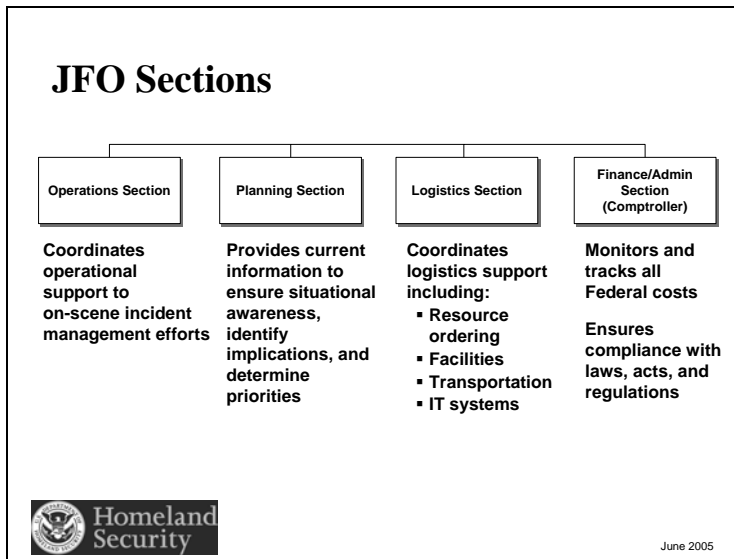 JFO Sections
Operations Section
Planning Section
Logistics Section
Finance/Admin
Section
(Comptroller)
Coordinates
operational
support to
on-scene incident
management efforts
Provides current
information to
ensure situational
awareness,
identify
implications, and
determine
priorities
Coordinates
logistics support
including:
▪ Resource
ordering
▪ Facilities
▪ Transportation
▪ IT systems
Monitors and
tracks all
Federal costs
Ensures
compliance with
laws, acts, and
regulations
Homeland
Security
June 2005